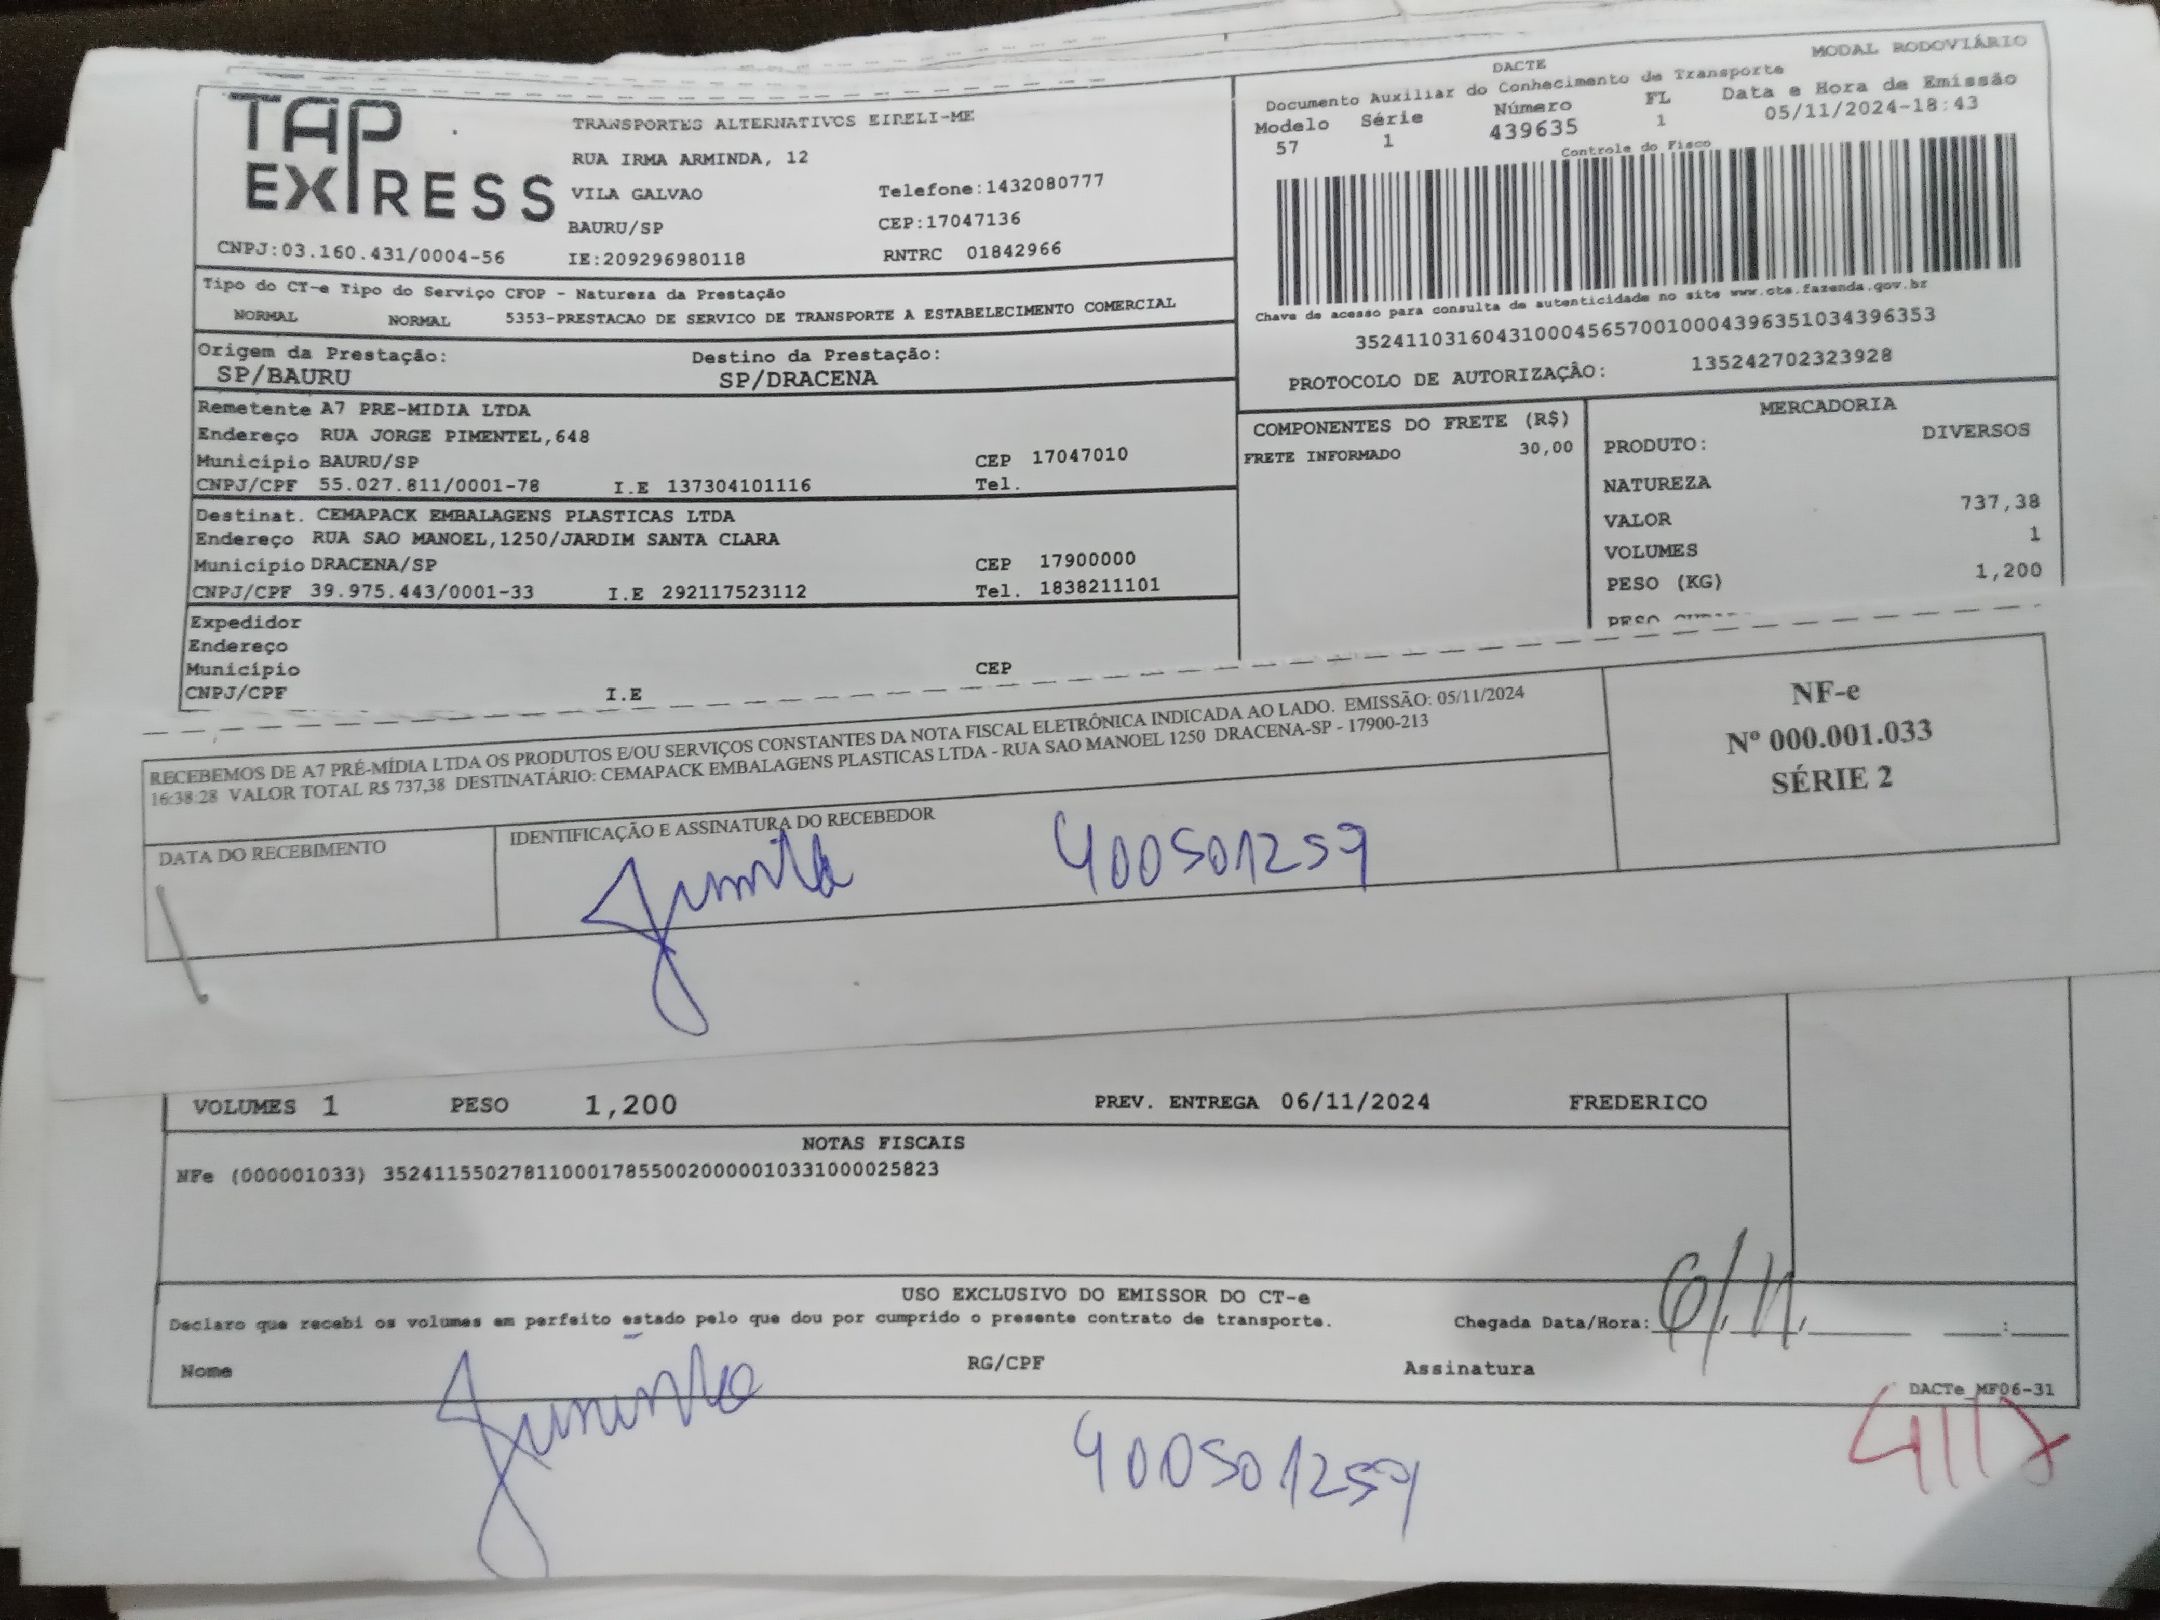 TAP EXPRESS
TRANSPORTES ALTERNATIVOS EIRELI-ME
RUA IRMA ARMINDA, 12
VILA GALVAO Telefone:1432080777
BAURU/SP CEP:17047136
CNPJ:03.160.431/0004-56 IE:209296980118 RNTRC 01842966
DACTE MODAL RODOVIÁRIO
Documento Auxiliar do Conhecimento de Transporte
Modelo Série Número FL Data e Hora de Emissão
57 1 439635 1 05/11/2024-18:43
Controle do Fisco
Chave de acesso para consulta de autenticidade no site www.cte.fazenda.gov.br
35241103160431000456570010004396351034396353
PROTOCOLO DE AUTORIZAÇÃO: 135242702323928
Tipo do CT-e Tipo do Serviço CFOP - Natureza da Prestação
NORMAL NORMAL 5353-PRESTACAO DE SERVICO DE TRANSPORTE A ESTABELECIMENTO COMERCIAL
Origem da Prestação: Destino da Prestação:
SP/BAURU SP/DRACENA
Remetente A7 PRE-MIDIA LTDA
Endereço RUA JORGE PIMENTEL,648
Município BAURU/SP CEP 17047010
CNPJ/CPF 55.027.811/0001-78 I.E 137304101116 Tel.
Destinat. CEMAPACK EMBALAGENS PLASTICAS LTDA
Endereço RUA SAO MANOEL,1250/JARDIM SANTA CLARA
Município DRACENA/SP CEP 17900000
CNPJ/CPF 39.975.443/0001-33 I.E 292117523112 Tel. 1838211101
Expedidor
Endereço
Município CEP
CNPJ/CPF I.E
COMPONENTES DO FRETE (R$)
FRETE INFORMADO 30,00
MERCADORIA
PRODUTO: DIVERSOS
NATUREZA
VALOR 737,38
VOLUMES 1
PESO (KG) 1,200
RECEBEMOS DE A7 PRÉ-MÍDIA LTDA OS PRODUTOS E/OU SERVIÇOS CONSTANTES DA NOTA FISCAL ELETRÔNICA INDICADA AO LADO. EMISSÃO: 05/11/2024
16:38:28 VALOR TOTAL R$ 737,38 DESTINATÁRIO: CEMAPACK EMBALAGENS PLASTICAS LTDA - RUA SAO MANOEL 1250 DRACENA-SP - 17900-213
NF-e
Nº 000.001.033
SÉRIE 2
DATA DO RECEBIMENTO
IDENTIFICAÇÃO E ASSINATURA DO RECEBEDOR
400501259
VOLUMES 1 PESO 1,200 PREV. ENTREGA 06/11/2024 FREDERICO
NOTAS FISCAIS
NFe (000001033) 35241155027811000178550020000010331000025823
USO EXCLUSIVO DO EMISSOR DO CT-e
Declaro que recebi os volumes em perfeito estado pelo que dou por cumprido o presente contrato de transporte. Chegada Data/Hora: 6/11
Nome RG/CPF Assinatura
DACTe_MF06-31
400501259